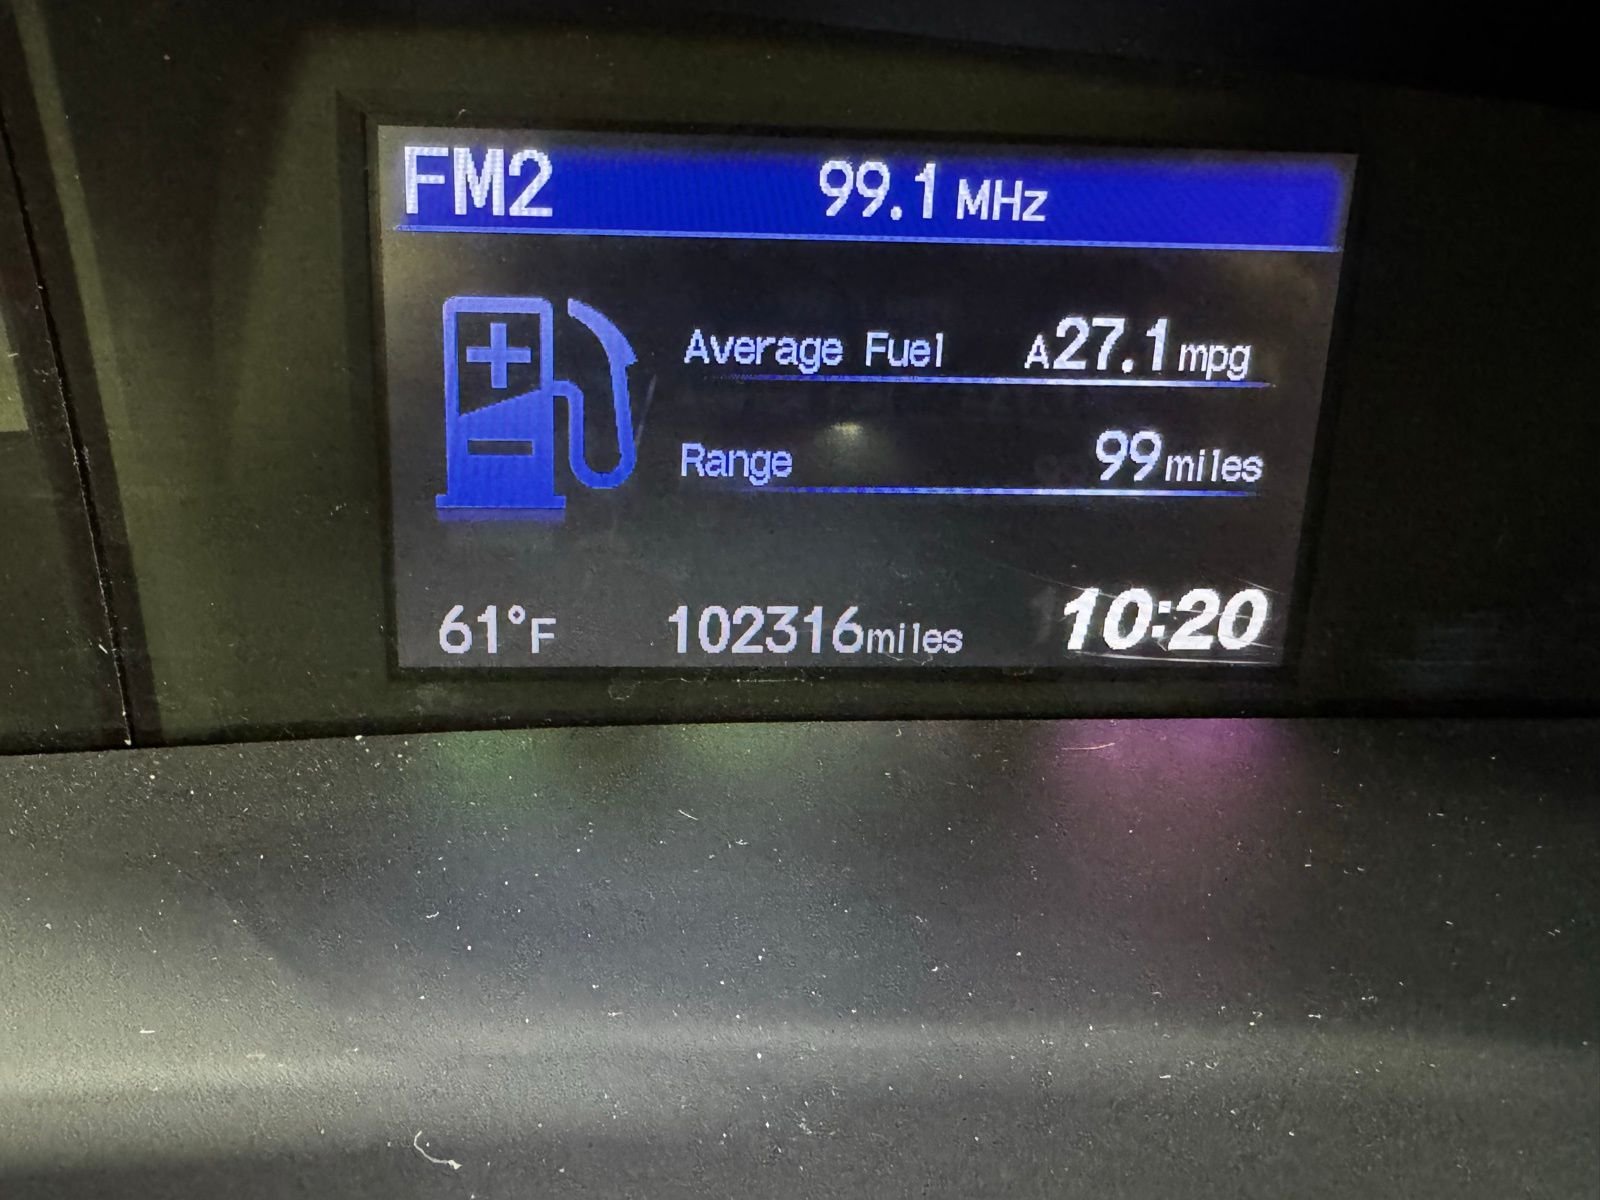 FM2 99.1 MHz
Average Fuel A27.1 mpg
Range 99 miles
61°F 102316 miles 10:20